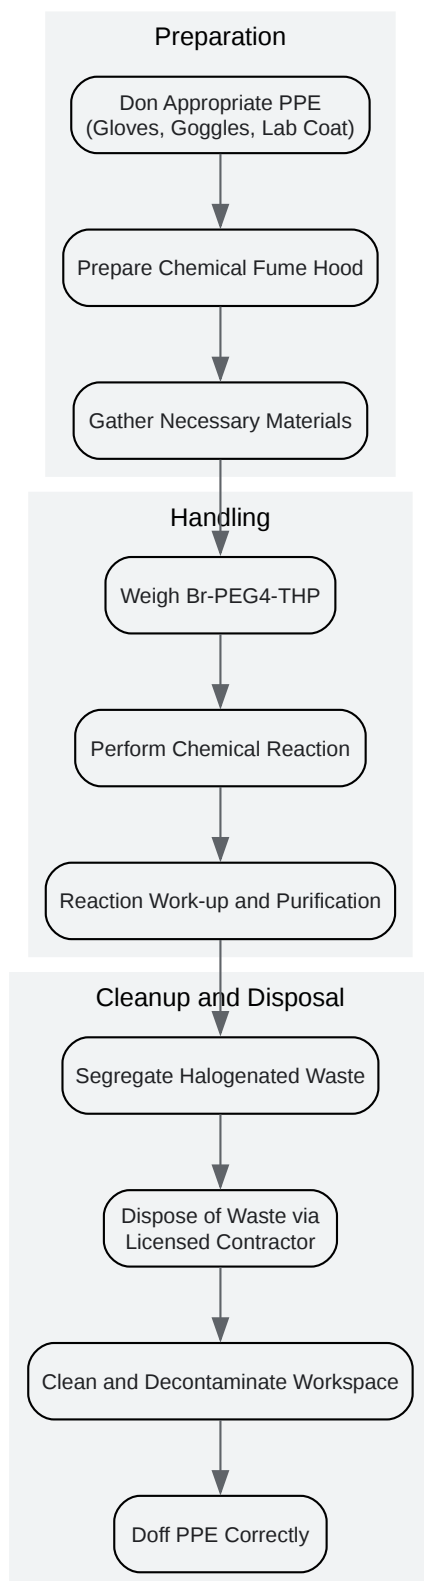 Preparation
Don Appropriate PPE
(Gloves, Goggles, Lab Coat)
Prepare Chemical Fume Hood
Gather Necessary Materials
Handling
Weigh Br-PEG4-THP
Perform Chemical Reaction
Reaction Work-up and Purification
Cleanup and Disposal
Segregate Halogenated Waste
Dispose of Waste via
Licensed Contractor
Clean and Decontaminate Workspace
Doff PPE Correctly